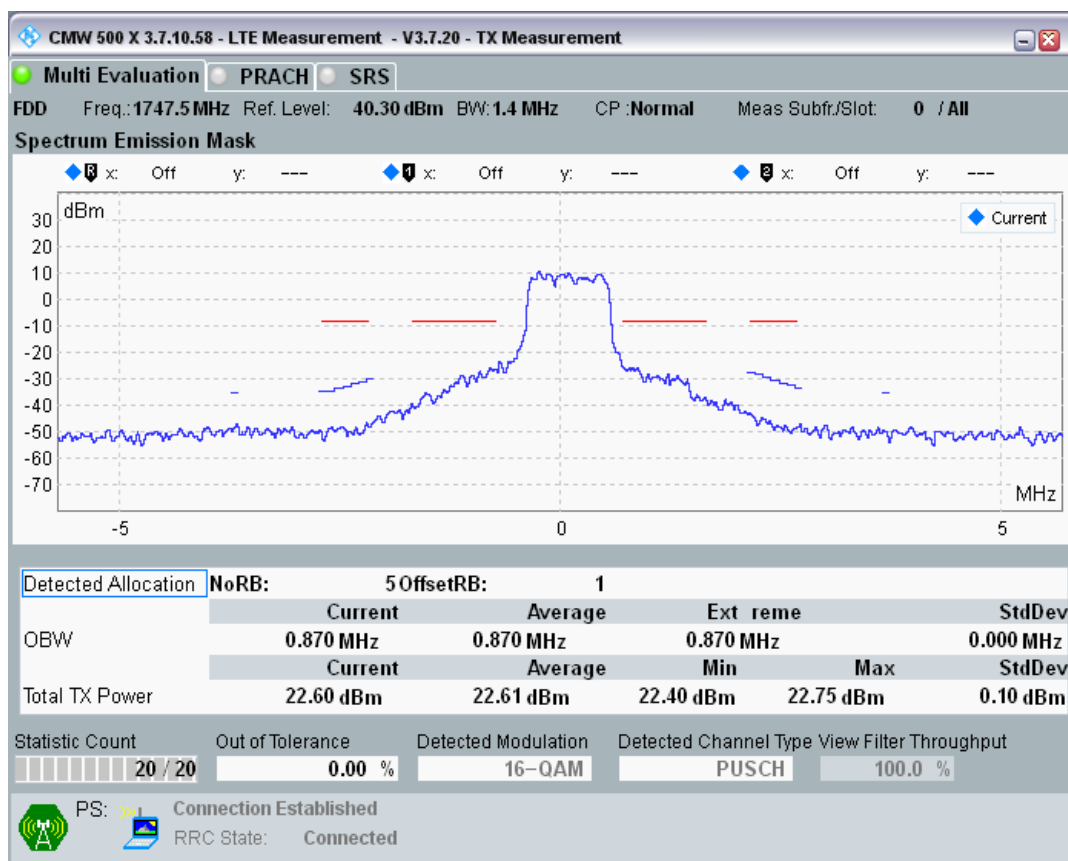 CMW 500 X 3.7.10.58 - LTE Measurement - V3.7.20 - TX Measurement
Multi Evaluation PRACH SRS
FDD Freq.: 1747.5 MHz Ref. Level: 40.30 dBm BW: 1.4 MHz CP : Normal Meas Subfr./Slot: 0 / All
Spectrum Emission Mask
R x: Off y: --- 1 x: Off y: --- 2 x: Off y: ---
dBm
Current
30
20
10
0
-10
-20
-30
-40
-50
-60
-70
MHz
-5 0 5
Detected Allocation NoRB: 5 OffsetRB: 1
Current Average Ext reme StdDev
OBW 0.870 MHz 0.870 MHz 0.870 MHz 0.000 MHz
Current Average Min Max StdDev
Total TX Power 22.60 dBm 22.61 dBm 22.40 dBm 22.75 dBm 0.10 dBm
Statistic Count Out of Tolerance Detected Modulation Detected Channel Type View Filter Throughput
20 / 20 0.00 % 16-QAM PUSCH 100.0 %
PS: Connection Established
RRC State: Connected